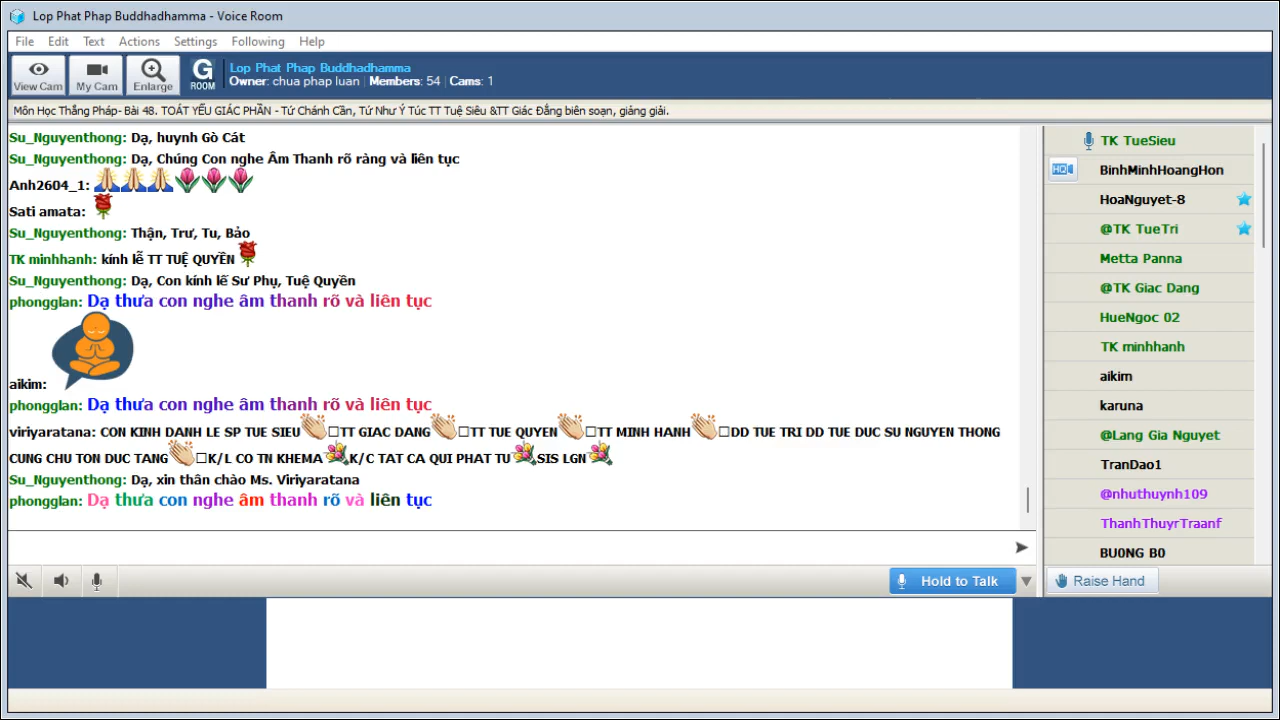 Lop Phat Phap Buddhadhamma - Voice Room
File Edit Text Actions Settings Following Help
View Cam My Cam Enlarge G ROOM
Lop Phat Phap Buddhadhamma
Owner: chua phap luan Members: 54 Cams: 1
Môn Học Thắng Pháp- Bài 48. TOÁT YẾU GIÁC PHẦN - Tứ Chánh Cần, Tứ Như Ý Túc TT Tuệ Siêu &TT Giác Đẳng biên soạn, giảng giải.
Su_Nguyenthong: Dạ, huynh Gò Cát
Su_Nguyenthong: Dạ, Chúng Con nghe Âm Thanh rõ ràng và liên tục
Anh2604_1:
Sati amata:
Su_Nguyenthong: Thận, Trư, Tu, Bảo
TK minhhanh: kính lễ TT TUỆ QUYỀN
Su_Nguyenthong: Dạ, Con kính lế Sư Phụ, Tuệ Quyền
phongglan: Dạ thưa con nghe âm thanh rõ và liên tục
aikim:
phongglan: Dạ thưa con nghe âm thanh rõ và liên tục
viriyaratana: CON KINH DANH LE SP TUE SIEU TT GIAC DANG TT TUE QUYEN TT MINH HANH DD TUE TRI DD TUE DUC SU NGUYEN THONG
CUNG CHU TON DUC TANG K/L CO TN KHEMA K/C TAT CA QUI PHAT TU SIS LGN
Su_Nguyenthong: Dạ, xin thân chào Ms. Viriyaratana
phongglan: Dạ thưa con nghe âm thanh rõ và liên tục
Hold to Talk
TK TueSieu
HQ
BinhMinhHoangHon
HoaNguyet-8
@TK TueTri
Metta Panna
@TK Giac Dang
HueNgoc 02
TK minhhanh
aikim
karuna
@Lang Gia Nguyet
TranDao1
@nhuthuynh109
ThanhThuyrTraanf
BU0NG B0
Raise Hand